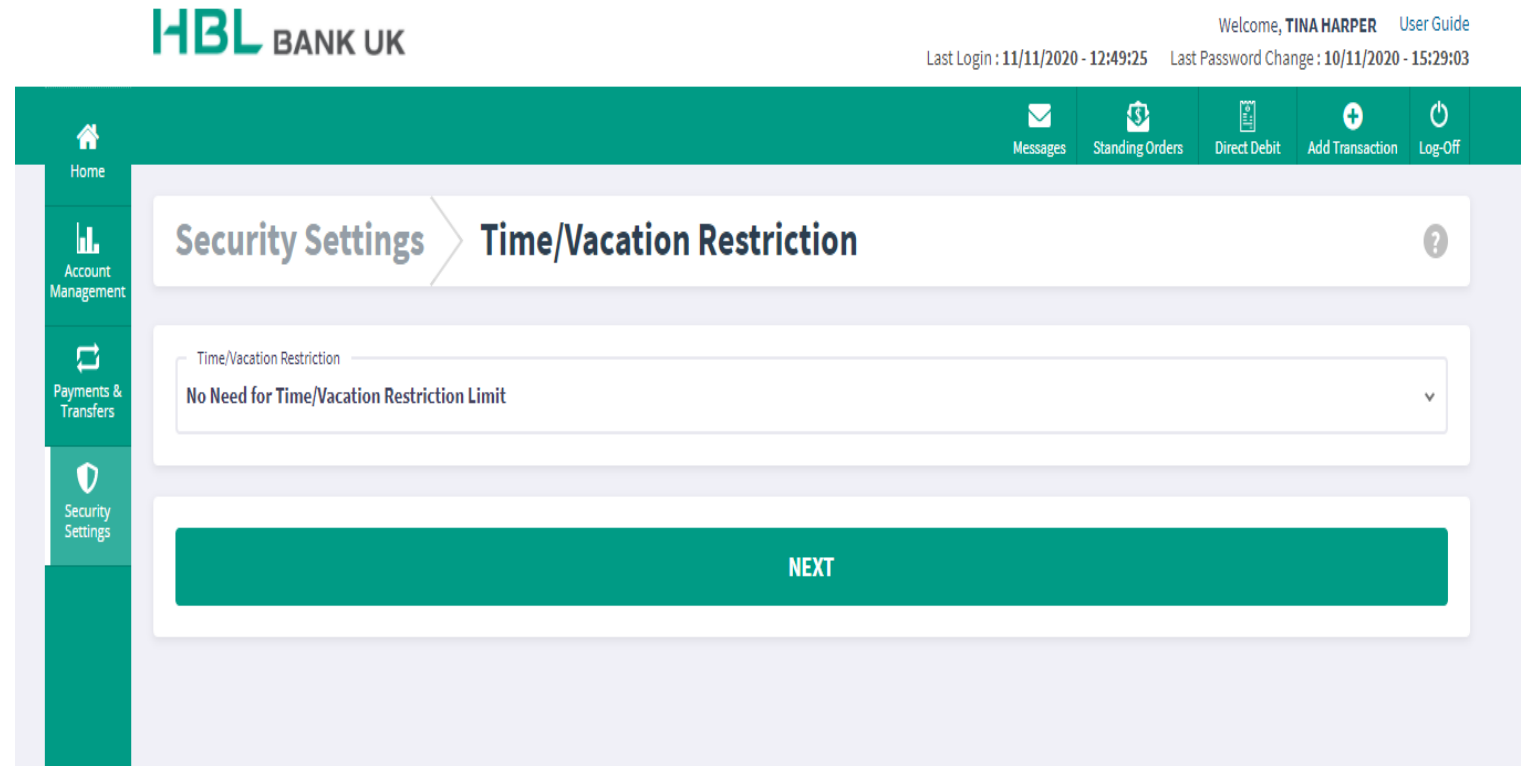 HBL BANK UK
Welcome, TINA HARPER User Guide
Last Login : 11/11/2020 - 12:49:25 Last Password Change : 10/11/2020 - 15:29:03
Messages Standing Orders Direct Debit Add Transaction Log-Off
Home
Account
Management
Payments &
Transfers
Security
Settings
Security Settings Time/Vacation Restriction ?
Time/Vacation Restriction
No Need for Time/Vacation Restriction Limit
NEXT